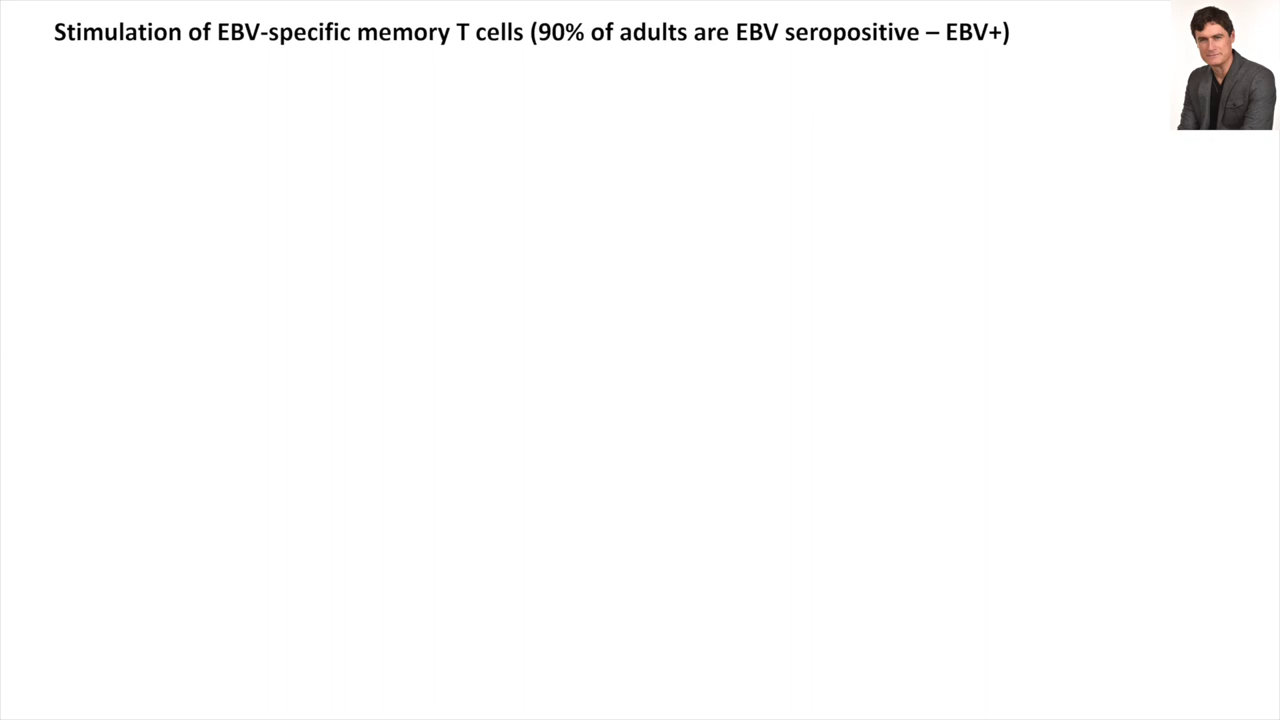 Stimulation of EBV-specific memory T cells (90% of adults are EBV seropositive – EBV+)